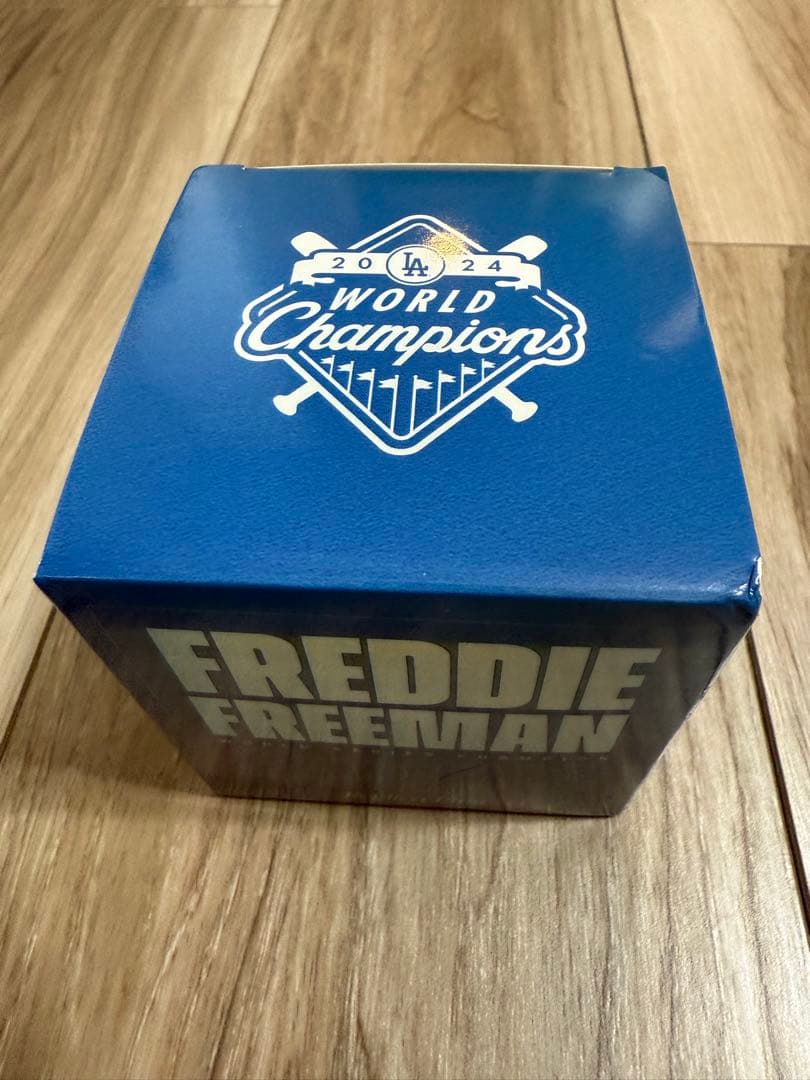 20 LA 24
WORLD
Champions
FREDDIE
FREEMAN